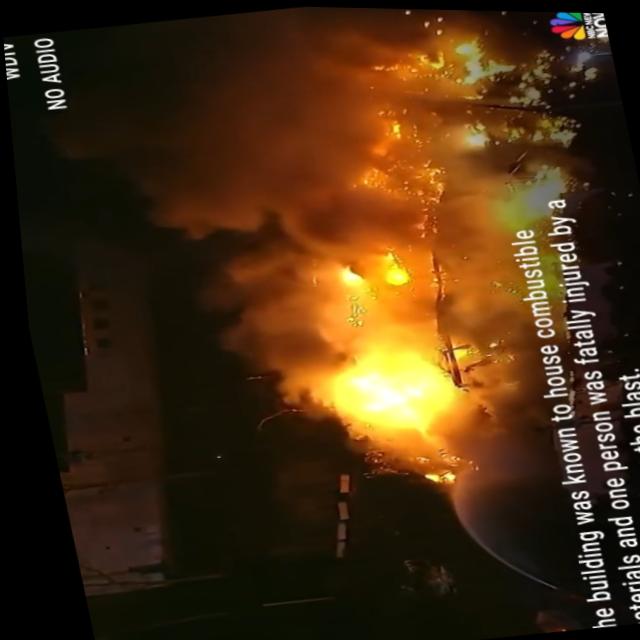 WDIV
NO AUDIO
he building was known to house combustible
aterials and one person was fatally injured by a
the blast.